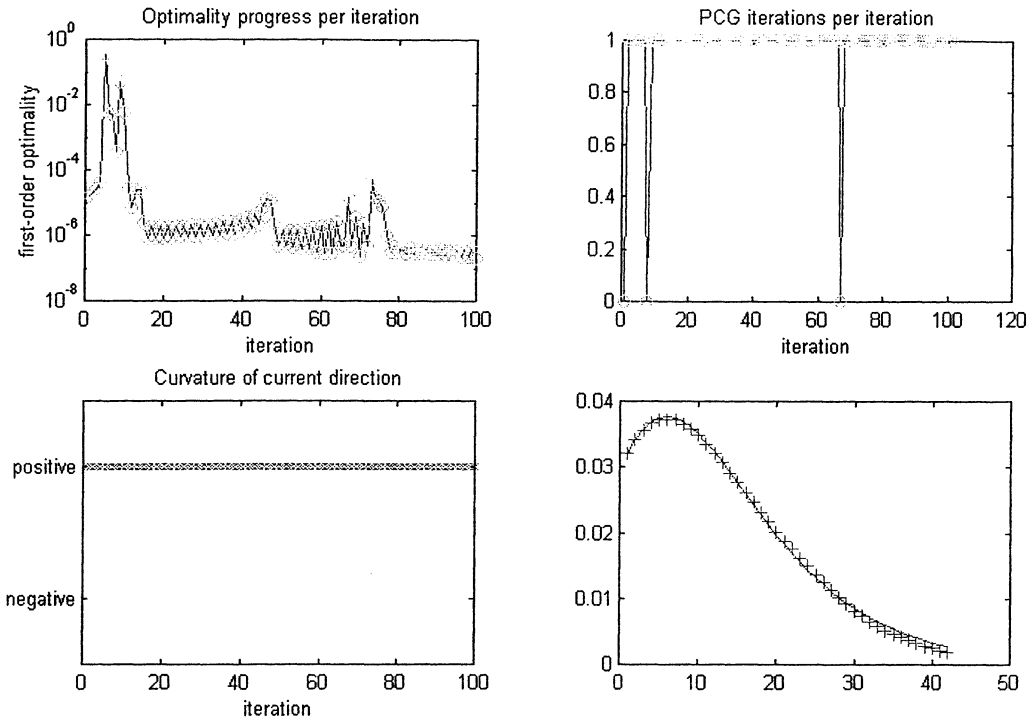 Optimality progress per iteration
10^0
10^-2
10^-4
10^-6
10^-8
first-order optimality
0 20 40 60 80 100
iteration
PCG iterations per iteration
1
0.8
0.6
0.4
0.2
0
0 20 40 60 80 100 120
iteration
Curvature of current direction
positive
negative
0 20 40 60 80 100
iteration
0.04
0.03
0.02
0.01
0
0 10 20 30 40 50